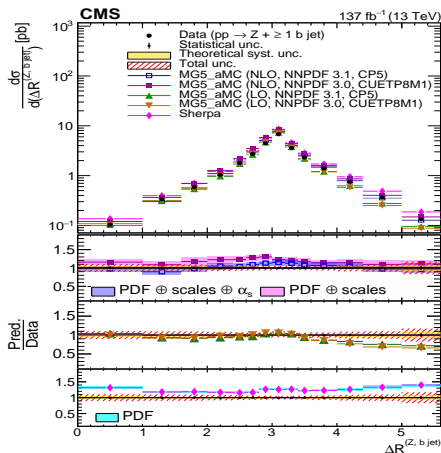 CMS 137 fb⁻¹ (13 TeV)
dσ/d(ΔR^(Z, b jet)) [pb]
Data (pp → Z + ≥ 1 b jet)
Statistical unc.
Theoretical syst. unc.
Total unc.
MG5_aMC (NLO, NNPDF 3.1, CP5)
MG5_aMC (NLO, NNPDF 3.0, CUETP8M1)
MG5_aMC (LO, NNPDF 3.1, CP5)
MG5_aMC (LO, NNPDF 3.0, CUETP8M1)
Sherpa
10³
10²
10
1
10⁻¹
1.5
1
0.5
PDF ⊕ scales ⊕ αₛ PDF ⊕ scales
Pred.
Data
1.5
1
0.5
1.5
1
PDF
0 1 2 3 4 5
ΔR^(Z, b jet)